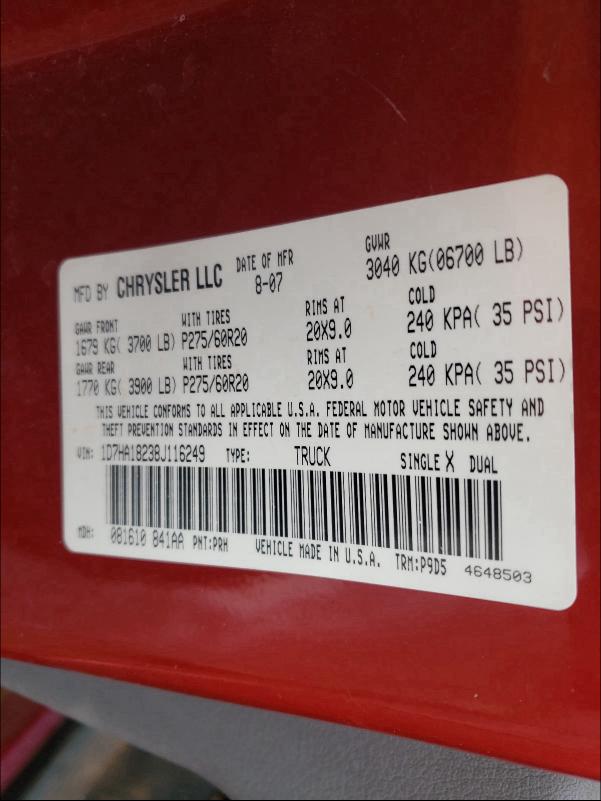 MFD BY CHRYSLER LLC DATE OF MFR 8-07 GVWR 3040 KG(06700 LB)
GAWR FRONT WITH TIRES RIMS AT COLD
1679 KG( 3700 LB) P275/60R20 20X9.0 240 KPA( 35 PSI)
GAWR REAR WITH TIRES RIMS AT COLD
1770 KG( 3900 LB) P275/60R20 20X9.0 240 KPA( 35 PSI)
THIS VEHICLE CONFORMS TO ALL APPLICABLE U.S.A. FEDERAL MOTOR VEHICLE SAFETY AND
THEFT PREVENTION STANDARDS IN EFFECT ON THE DATE OF MANUFACTURE SHOWN ABOVE.
VIN: 1D7HA18238J116249 TYPE: TRUCK SINGLE X DUAL
MDH: 081610 841AA PNT:PRH VEHICLE MADE IN U.S.A. TRM:P9D5 4648503